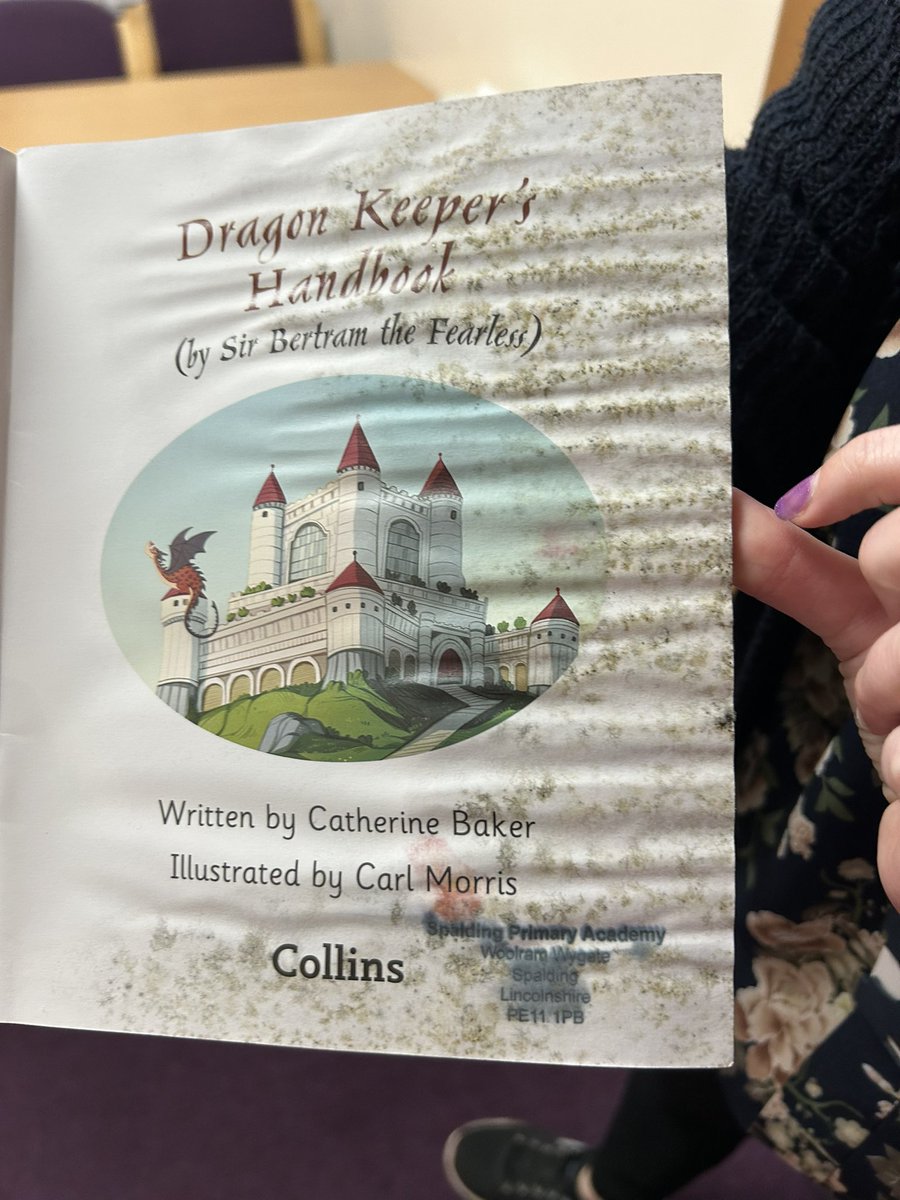 Dragon Keeper's
Handbook
(by Sir Bertram the Fearless)
Written by Catherine Baker
Illustrated by Carl Morris
Collins
Spalding Primary Academy
Woolram Wygate
Spalding
Lincolnshire
PE11 1PB